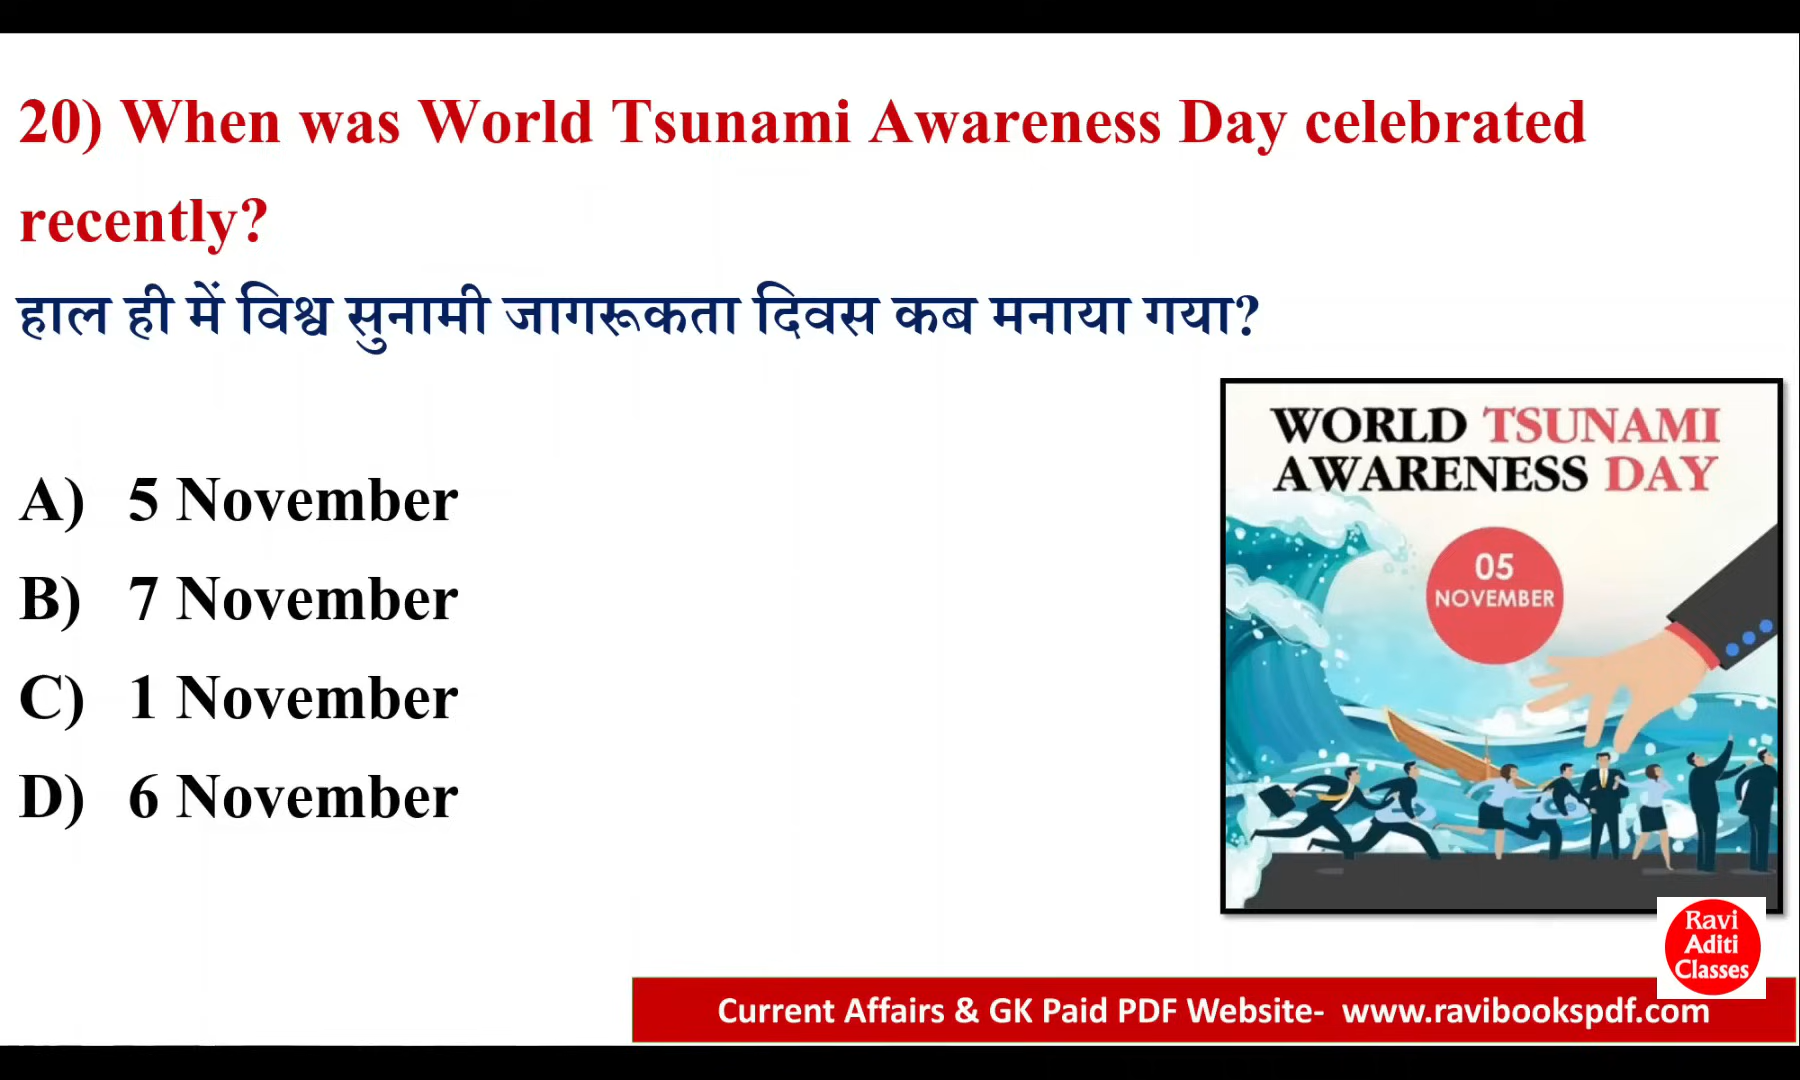 20) When was World Tsunami Awareness Day celebrated
recently?
हाल ही में विश्व सुनामी जागरूकता दिवस कब मनाया गया?
A) 5 November
B) 7 November
C) 1 November
D) 6 November
WORLD TSUNAMI
AWARENESS DAY
05
NOVEMBER
Ravi
Aditi
Classes
Current Affairs & GK Paid PDF Website- www.ravibookspdf.com